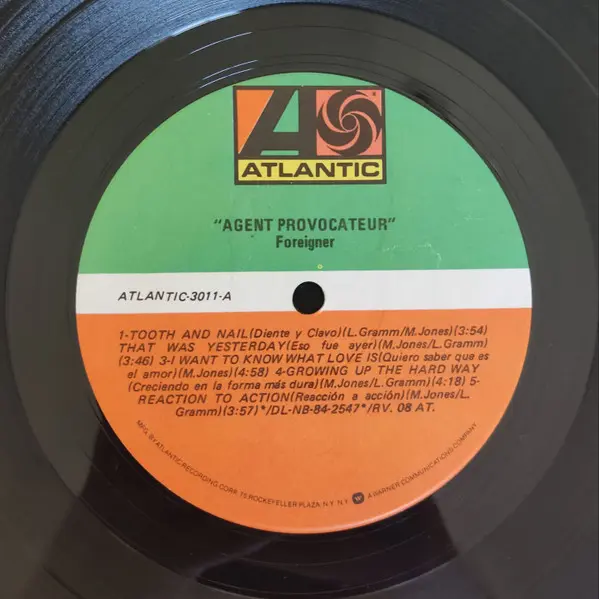 ATLANTIC
"AGENT PROVOCATEUR"
Foreigner
ATLANTIC-3011-A
1-TOOTH AND NAIL(Diente y Clavo)(L.Gramm/M.Jones)(3:54)
THAT WAS YESTERDAY(Eso fue ayer)(M.Jones/L.Gramm)
(3:46) 3-I WANT TO KNOW WHAT LOVE IS(Quiero saber que es
el amor)(M.Jones)(4:58) 4-GROWING UP THE HARD WAY
(Creciendo en la forma más dura)(M.Jones/L.Gramm)(4:18) 5-
REACTION TO ACTION(Reacción a acción)(M.Jones/L.
Gramm)(3:57)*/DL-NB-84-2547*/RV. 08 AT.
MFG. BY ATLANTIC RECORDING CORP. 75 ROCKEFELLER PLAZA, N.Y. N.Y. A WARNER COMMUNICATIONS COMPANY